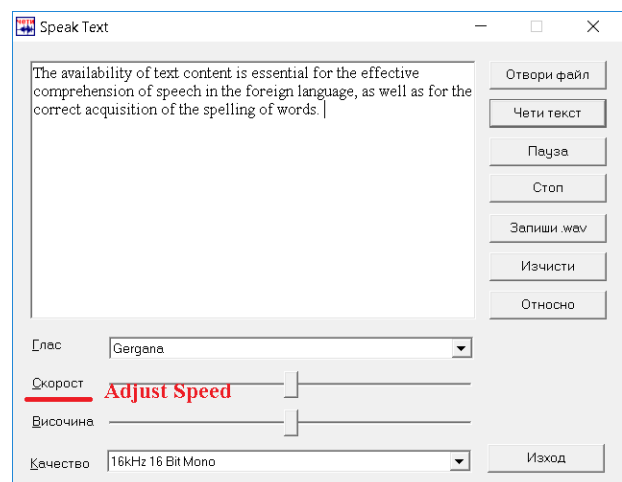 ЧЕТИ
Speak Text
The availability of text content is essential for the effective
comprehension of speech in the foreign language, as well as for the
correct acquisition of the spelling of words.
Отвори файл
Чети текст
Пауза
Стоп
Запиши .wav
Изчисти
Относно
Глас
Gergana
Скорост
Adjust Speed
Височина
Качество
16kHz 16 Bit Mono
Изход